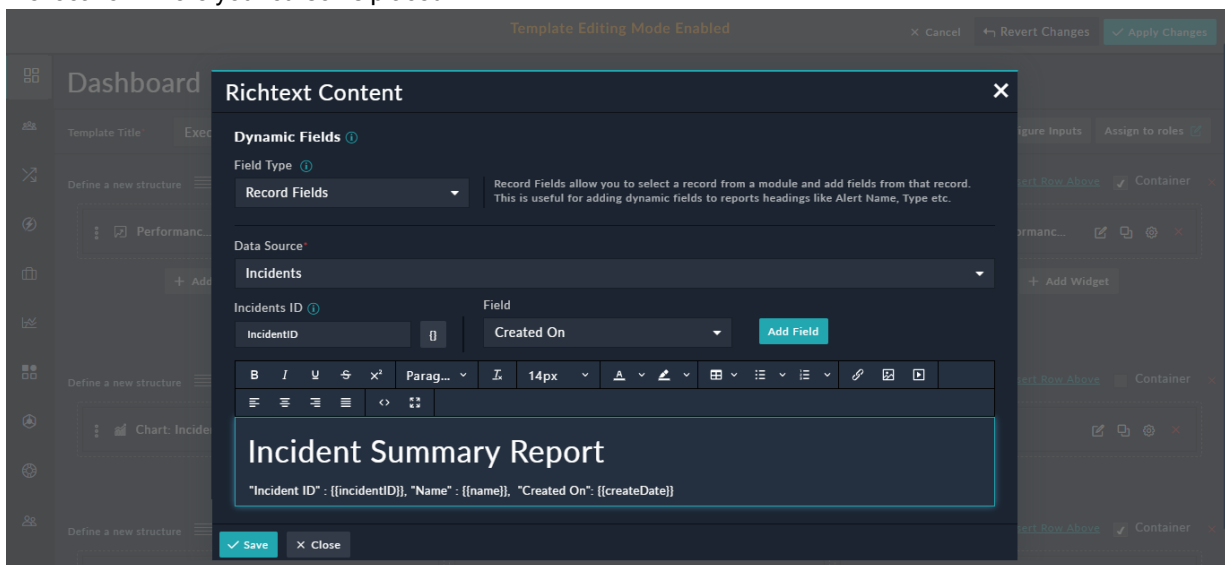 Template Editing Mode Enabled
× Cancel
Revert Changes
Apply Changes
Dashboard
Template Title
Exec
igure Inputs
Assign to roles
Define a new structure
ert Row Above
Container
Performanc...
ormanc...
+ Add
+ Add Widget
Define a new structure
ert Row Above
Container
Chart: Incide
Define a new structure
ert Row Above
Container
Richtext Content
Dynamic Fields
Field Type
Record Fields
Record Fields allow you to select a record from a module and add fields from that record.
This is useful for adding dynamic fields to reports headings like Alert Name, Type etc.
Data Source*
Incidents
Incidents ID
Field
IncidentID
{}
Created On
Add Field
B I U S X² Parag... Tx 14px A
Incident Summary Report
"Incident ID" : {{incidentID}}, "Name" : {{name}}, "Created On": {{createDate}}
Save
× Close